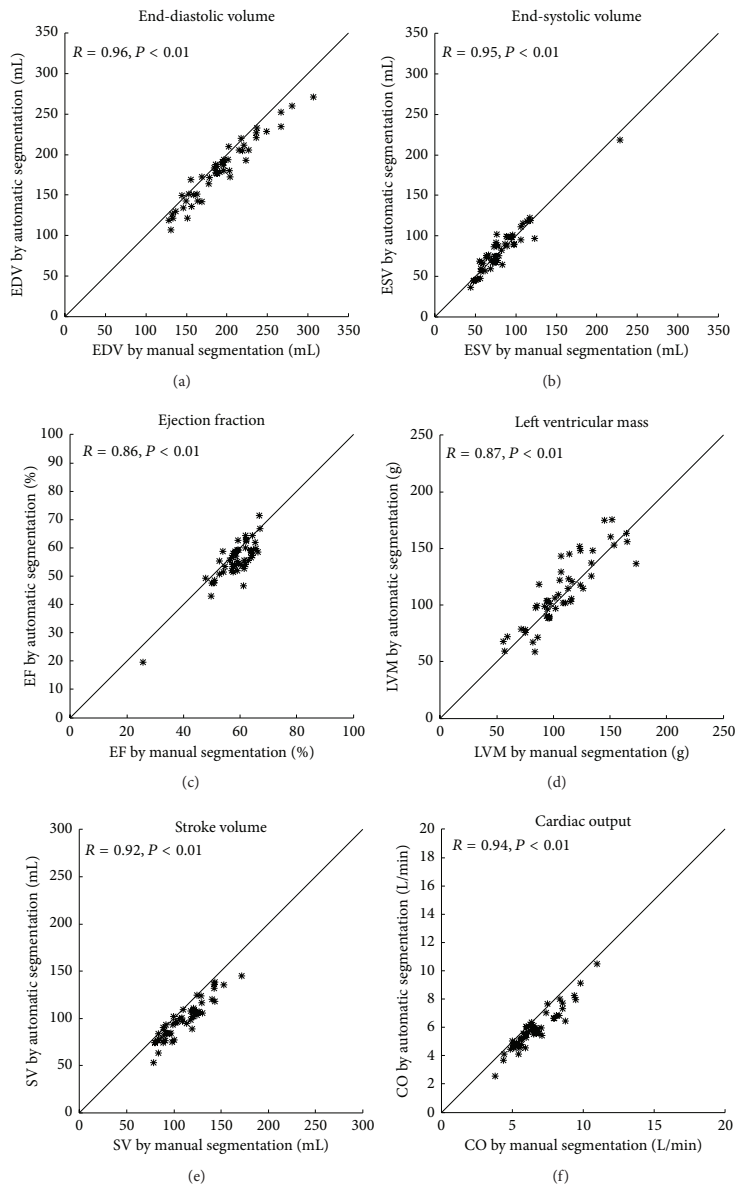 End-diastolic volume
R = 0.96, P < 0.01
EDV by automatic segmentation (mL)
350
300
250
200
150
100
50
0
0 50 100 150 200 250 300 350
EDV by manual segmentation (mL)
(a)
End-systolic volume
R = 0.95, P < 0.01
ESV by automatic segmentation (mL)
350
300
250
200
150
100
50
0
0 50 100 150 200 250 300 350
ESV by manual segmentation (mL)
(b)
Ejection fraction
R = 0.86, P < 0.01
EF by automatic segmentation (%)
100
90
80
70
60
50
40
30
20
10
0
0 20 40 60 80 100
EF by manual segmentation (%)
(c)
Left ventricular mass
R = 0.87, P < 0.01
LVM by automatic segmentation (g)
250
200
150
100
50
0
0 50 100 150 200 250
LVM by manual segmentation (g)
(d)
Stroke volume
R = 0.92, P < 0.01
SV by automatic segmentation (mL)
300
250
200
150
100
50
0
0 50 100 150 200 250 300
SV by manual segmentation (mL)
(e)
Cardiac output
R = 0.94, P < 0.01
CO by automatic segmentation (L/min)
20
18
16
14
12
10
8
6
4
2
0
0 5 10 15 20
CO by manual segmentation (L/min)
(f)